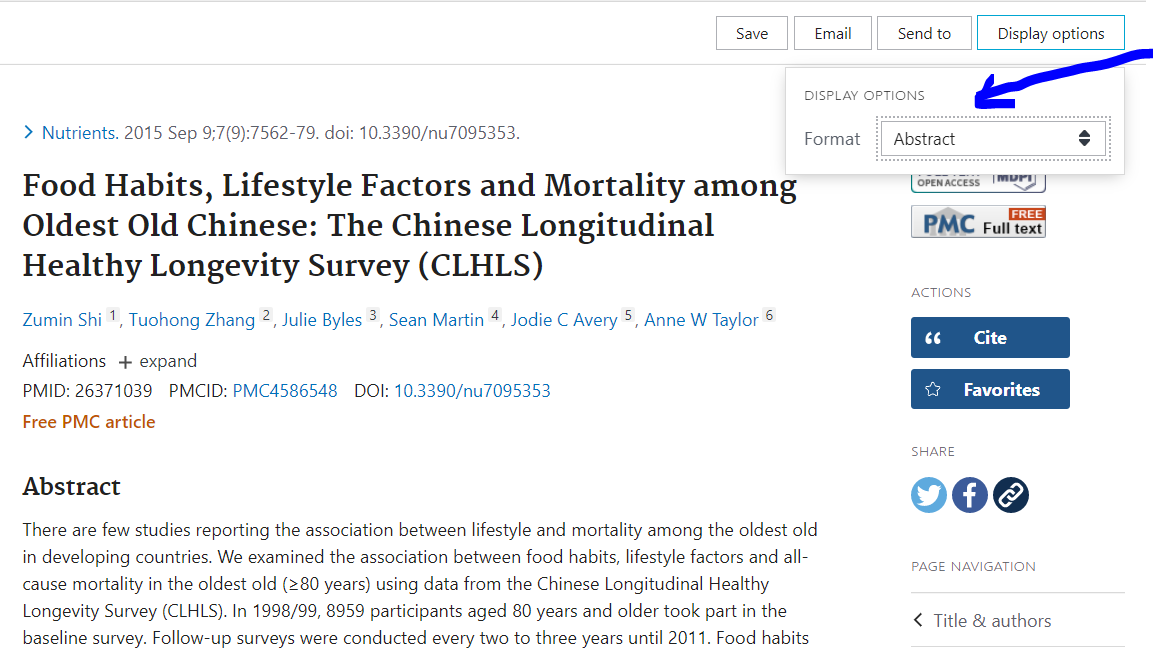 Save Email Send to Display options
DISPLAY OPTIONS
Format Abstract
Nutrients. 2015 Sep 9;7(9):7562-79. doi: 10.3390/nu7095353.
Food Habits, Lifestyle Factors and Mortality among
Oldest Old Chinese: The Chinese Longitudinal
Healthy Longevity Survey (CLHLS)
Zumin Shi 1, Tuohong Zhang 2, Julie Byles 3, Sean Martin 4, Jodie C Avery 5, Anne W Taylor 6
Affiliations + expand
PMID: 26371039 PMCID: PMC4586548 DOI: 10.3390/nu7095353
Free PMC article
Abstract
There are few studies reporting the association between lifestyle and mortality among the oldest old
in developing countries. We examined the association between food habits, lifestyle factors and all-
cause mortality in the oldest old (≥80 years) using data from the Chinese Longitudinal Healthy
Longevity Survey (CLHLS). In 1998/99, 8959 participants aged 80 years and older took part in the
baseline survey. Follow-up surveys were conducted every two to three years until 2011. Food habits
OPEN ACCESS MDPI
PMC FREE Full text
ACTIONS
Cite
Favorites
SHARE
PAGE NAVIGATION
Title & authors